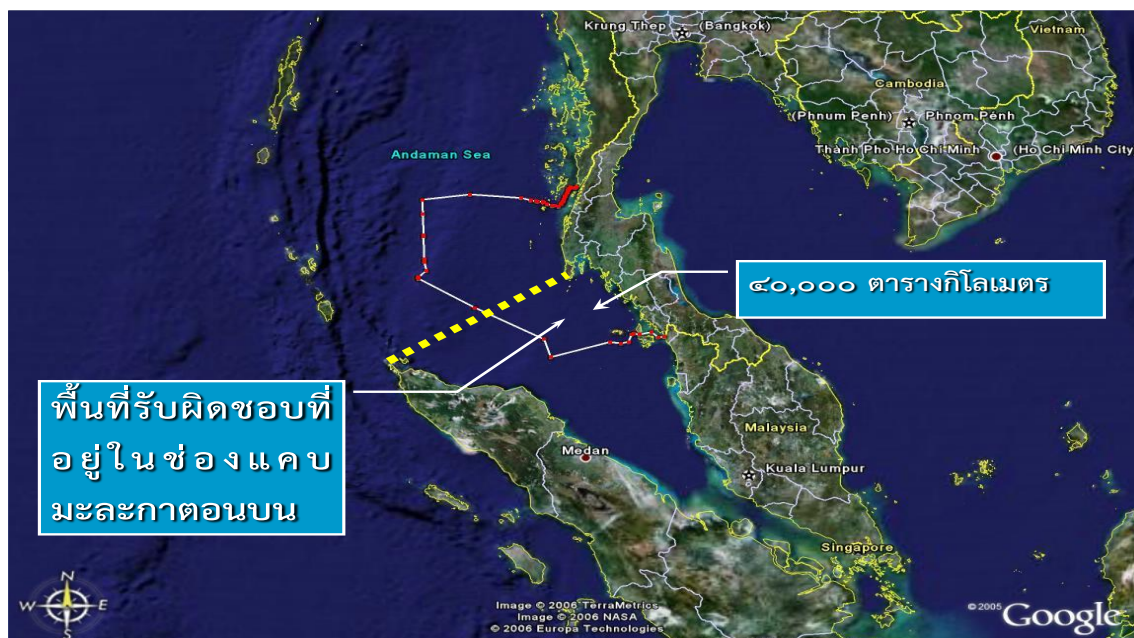 Krung Thep (Bangkok)
Vietnam
Cambodia
(Phnum Penh) Phnom Pénh
Thành Pho Ho Chi Minh (Ho Chi Minh City)
Andaman Sea
๔๐,๐๐๐ ตารางกิโลเมตร
พื้นที่รับผิดชอบที่
อยู่ในช่องแคบ
มะละกาตอนบน
Malaysia
Medan
Kuala Lumpur
Singapore
N
W E
S
Image © 2006 TerraMetrics
Image © 2006 NASA
© 2006 Europa Technologies
© 2005 Google